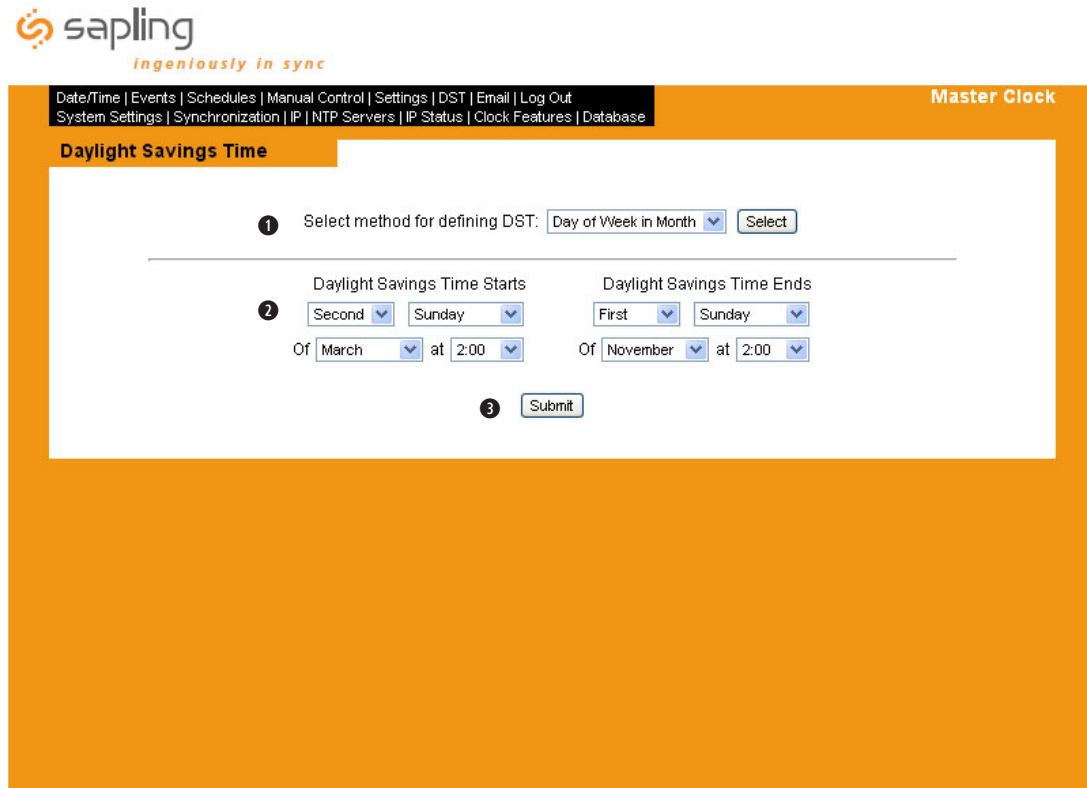 sapling
ingeniously in sync
Date/Time | Events | Schedules | Manual Control | Settings | DST | Email | Log Out
System Settings | Synchronization | IP | NTP Servers | IP Status | Clock Features | Database
Master Clock
Daylight Savings Time
1 Select method for defining DST: Day of Week in Month Select
Daylight Savings Time Starts Daylight Savings Time Ends
2 Second Sunday First Sunday
Of March at 2:00 Of November at 2:00
3 Submit